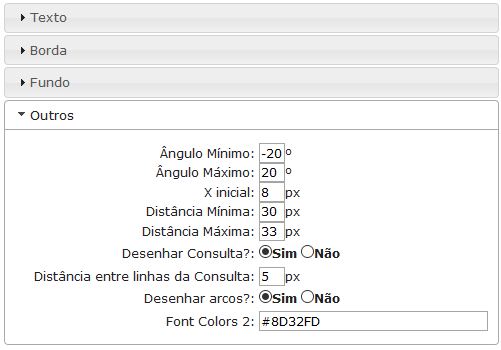 Texto
Borda
Fundo
Outros
Ângulo Mínimo: -20 º
Ângulo Máximo: 20 º
X inicial: 8 px
Distância Mínima: 30 px
Distância Máxima: 33 px
Desenhar Consulta?: Sim Não
Distância entre linhas da Consulta: 5 px
Desenhar arcos?: Sim Não
Font Colors 2: #8D32FD